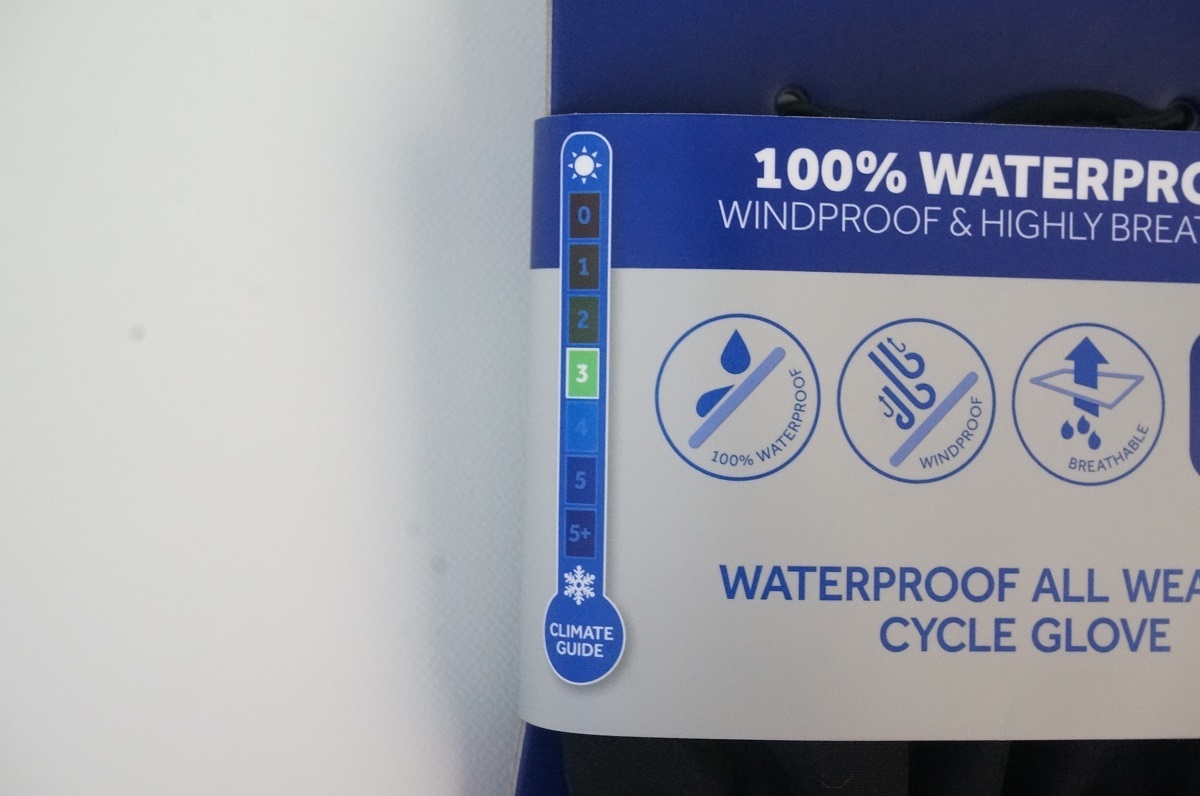 100% WATERPRO
WINDPROOF & HIGHLY BREAT
0
1
2
3
4
5
5+
CLIMATE
GUIDE
100% WATERPROOF
WINDPROOF
BREATHABLE
WATERPROOF ALL WEA
CYCLE GLOVE